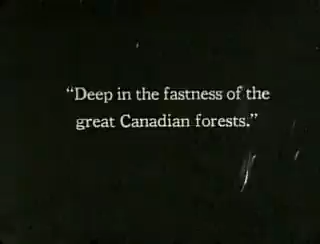 “Deep in the fastness of the
great Canadian forests.”